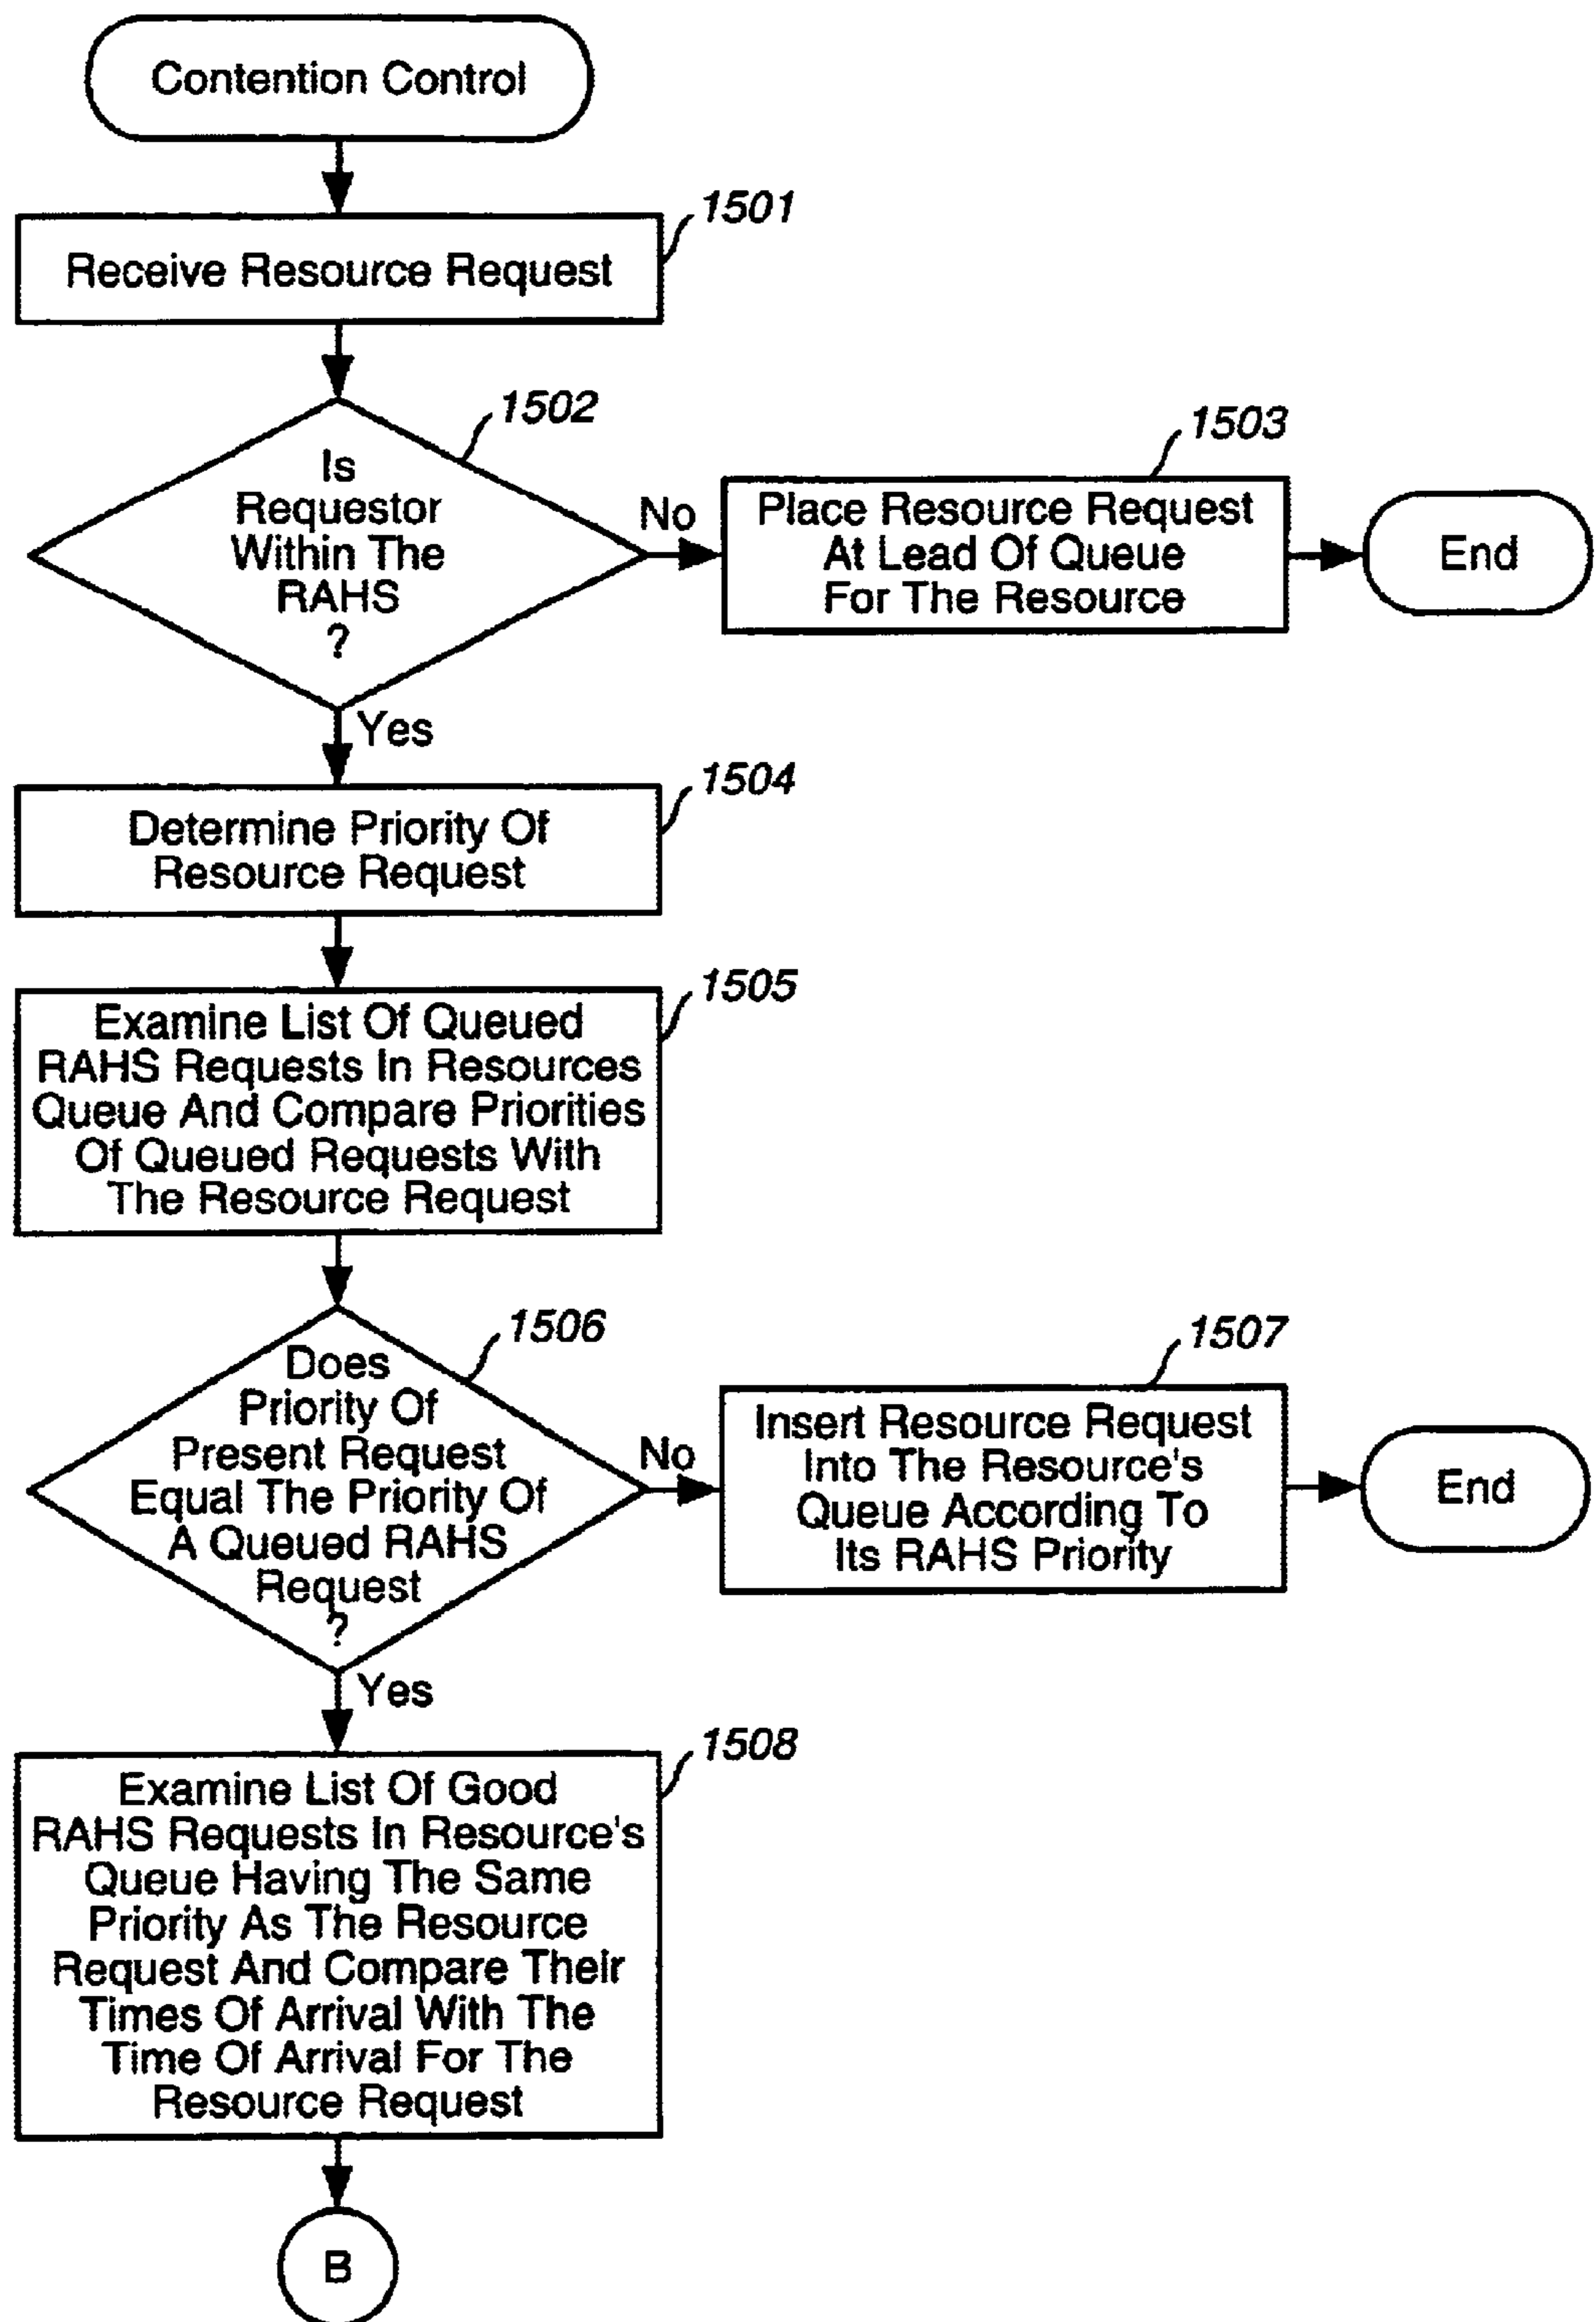 Contention Control
1501
Receive Resource Request
1502
Is
Requestor
Within The
RAHS
?
No
1503
Place Resource Request
At Lead Of Queue
For The Resource
End
Yes
1504
Determine Priority Of
Resource Request
1505
Examine List Of Queued
RAHS Requests In Resources
Queue And Compare Priorities
Of Queued Requests With
The Resource Request
1506
Does
Priority Of
Present Request
Equal The Priority Of
A Queued RAHS
Request
?
No
1507
Insert Resource Request
Into The Resource's
Queue According To
Its RAHS Priority
End
Yes
1508
Examine List Of Good
RAHS Requests In Resource's
Queue Having The Same
Priority As The Resource
Request And Compare Their
Times Of Arrival With The
Time Of Arrival For The
Resource Request
B